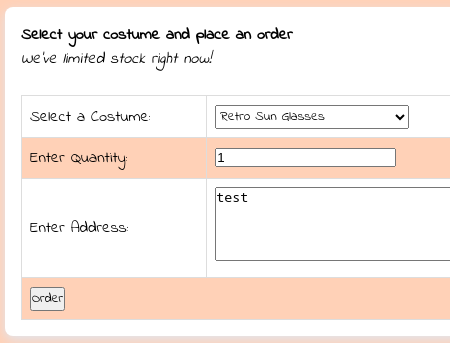 Select your costume and place an order
We've limited stock right now!
Select a Costume:
Retro Sun Glasses
Enter Quantity:
1
Enter Address:
test
Order